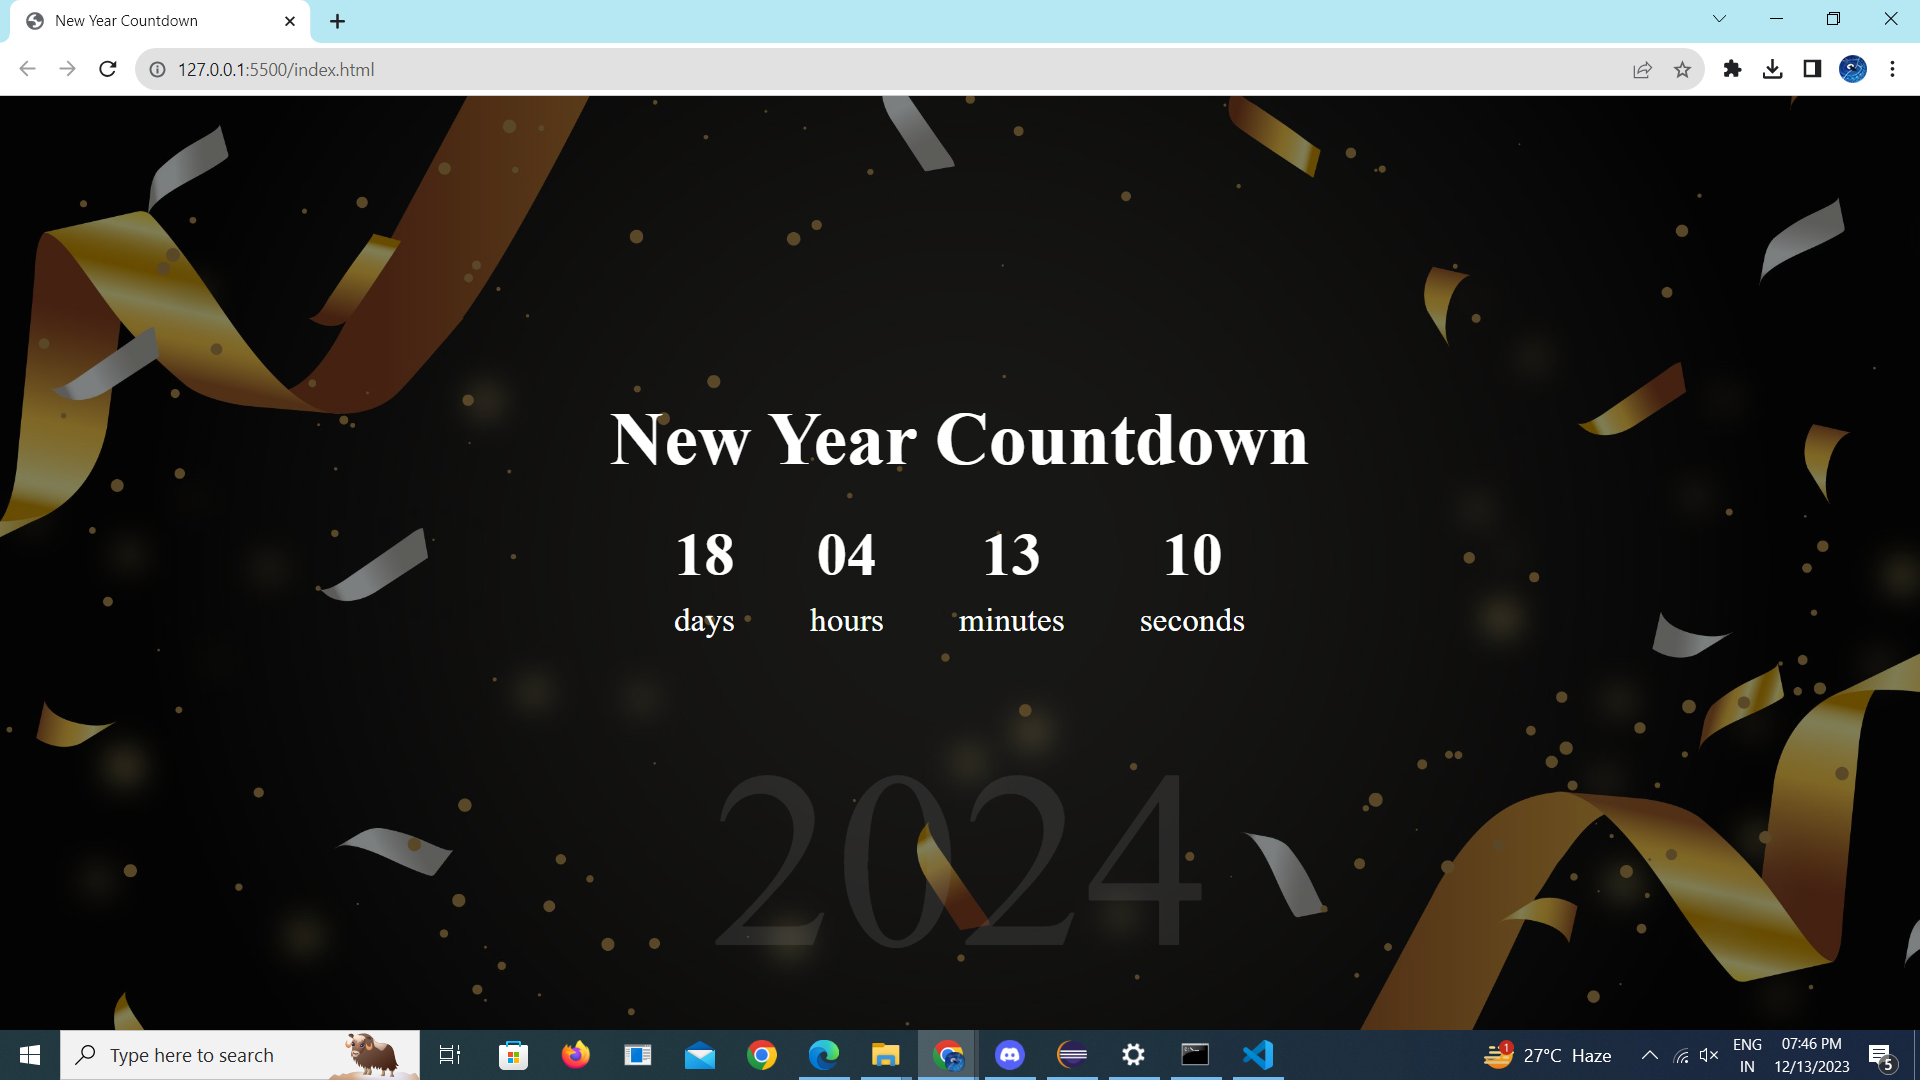 New Year Countdown
127.0.0.1:5500/index.html
New Year Countdown
18 04 13 10
days hours minutes seconds
2024
Type here to search
1
27°C Haze
ENG
IN
07:46 PM
12/13/2023
5